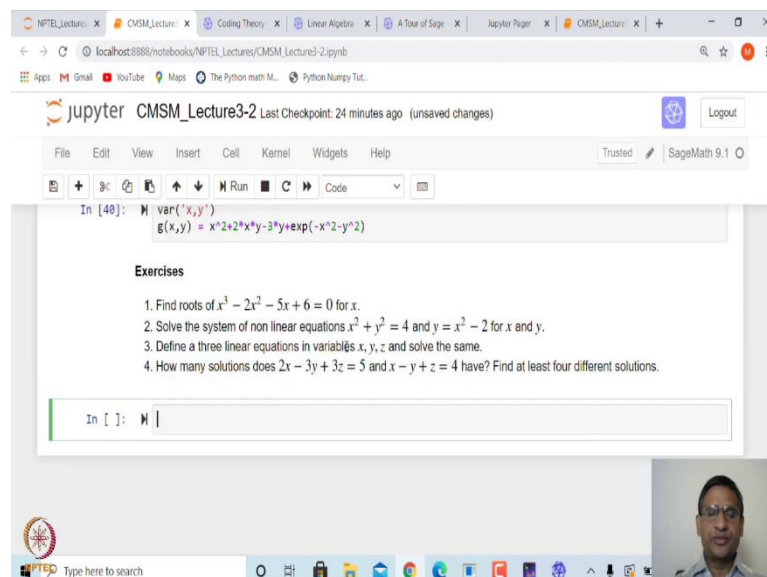 NPTEL_Lectures X CMSM_Lecture X Coding Theory X Linear Algebra X A Tour of Sage X Jupyter Pager X CMSM_Lecture X +
localhost:8888/notebooks/NPTEL_Lectures/CMSM_Lecture3-2.ipynb
Apps Gmail YouTube Maps The Python math M... Python Numpy Tut...
jupyter CMSM_Lecture3-2 Last Checkpoint: 24 minutes ago (unsaved changes) Logout
File Edit View Insert Cell Kernel Widgets Help Trusted SageMath 9.1
Run Code
In [40]: var('x,y')
g(x,y) = x^2+2*x*y-3*y+exp(-x^2-y^2)
Exercises
1. Find roots of x³ − 2x² − 5x + 6 = 0 for x.
2. Solve the system of non linear equations x² + y² = 4 and y = x² − 2 for x and y.
3. Define a three linear equations in variables x, y, z and solve the same.
4. How many solutions does 2x − 3y + 3z = 5 and x − y + z = 4 have? Find at least four different solutions.
In [ ]:
NPTEL
Type here to search